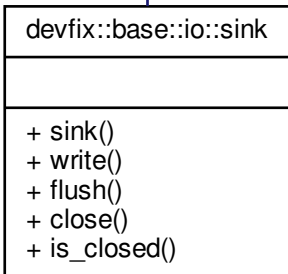 devfix::base::io::sink
+ sink()
+ write()
+ flush()
+ close()
+ is_closed()